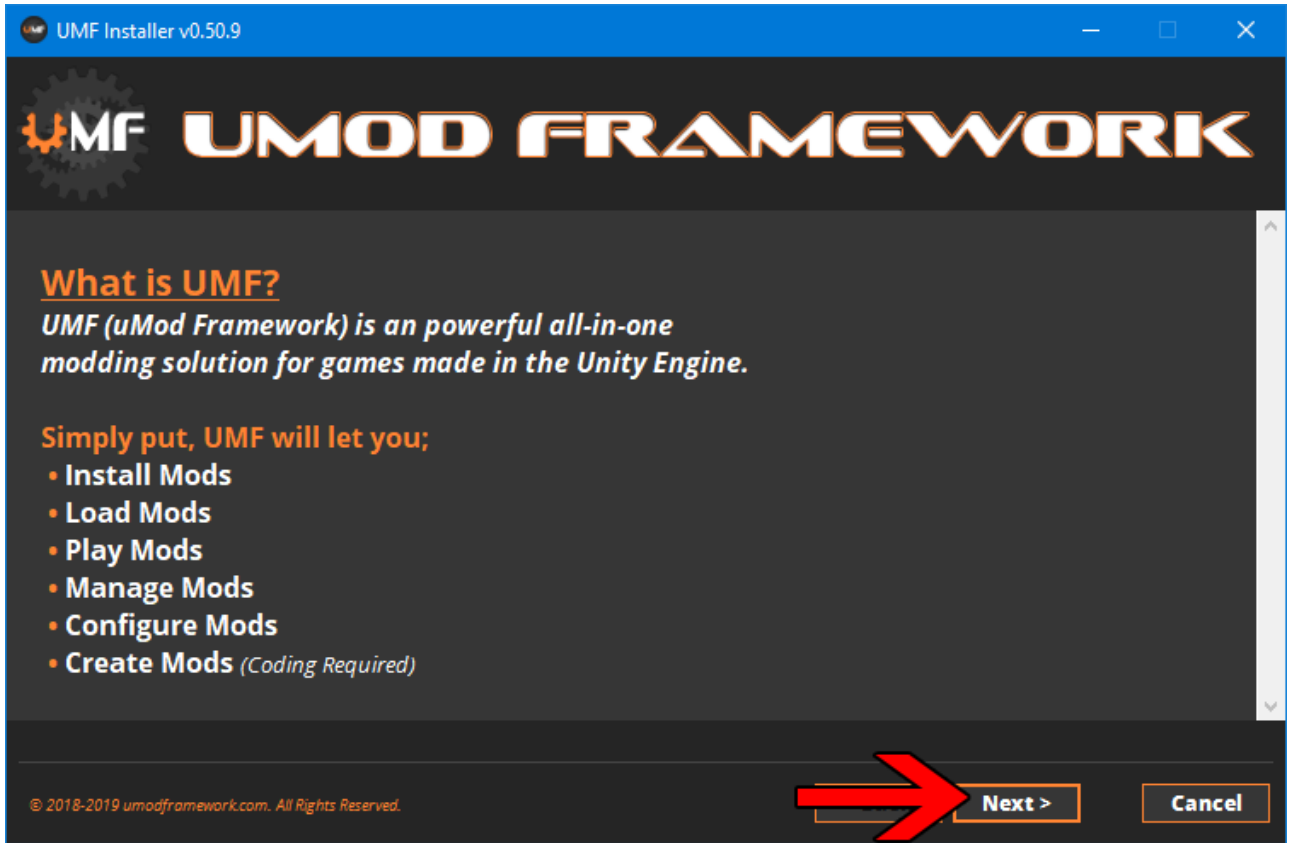 UMF Installer v0.50.9
UMF UMOD FRAMEWORK
What is UMF?
UMF (uMod Framework) is an powerful all-in-one
modding solution for games made in the Unity Engine.
Simply put, UMF will let you;
• Install Mods
• Load Mods
• Play Mods
• Manage Mods
• Configure Mods
• Create Mods (Coding Required)
© 2018-2019 umodframework.com. All Rights Reserved.
Next >
Cancel